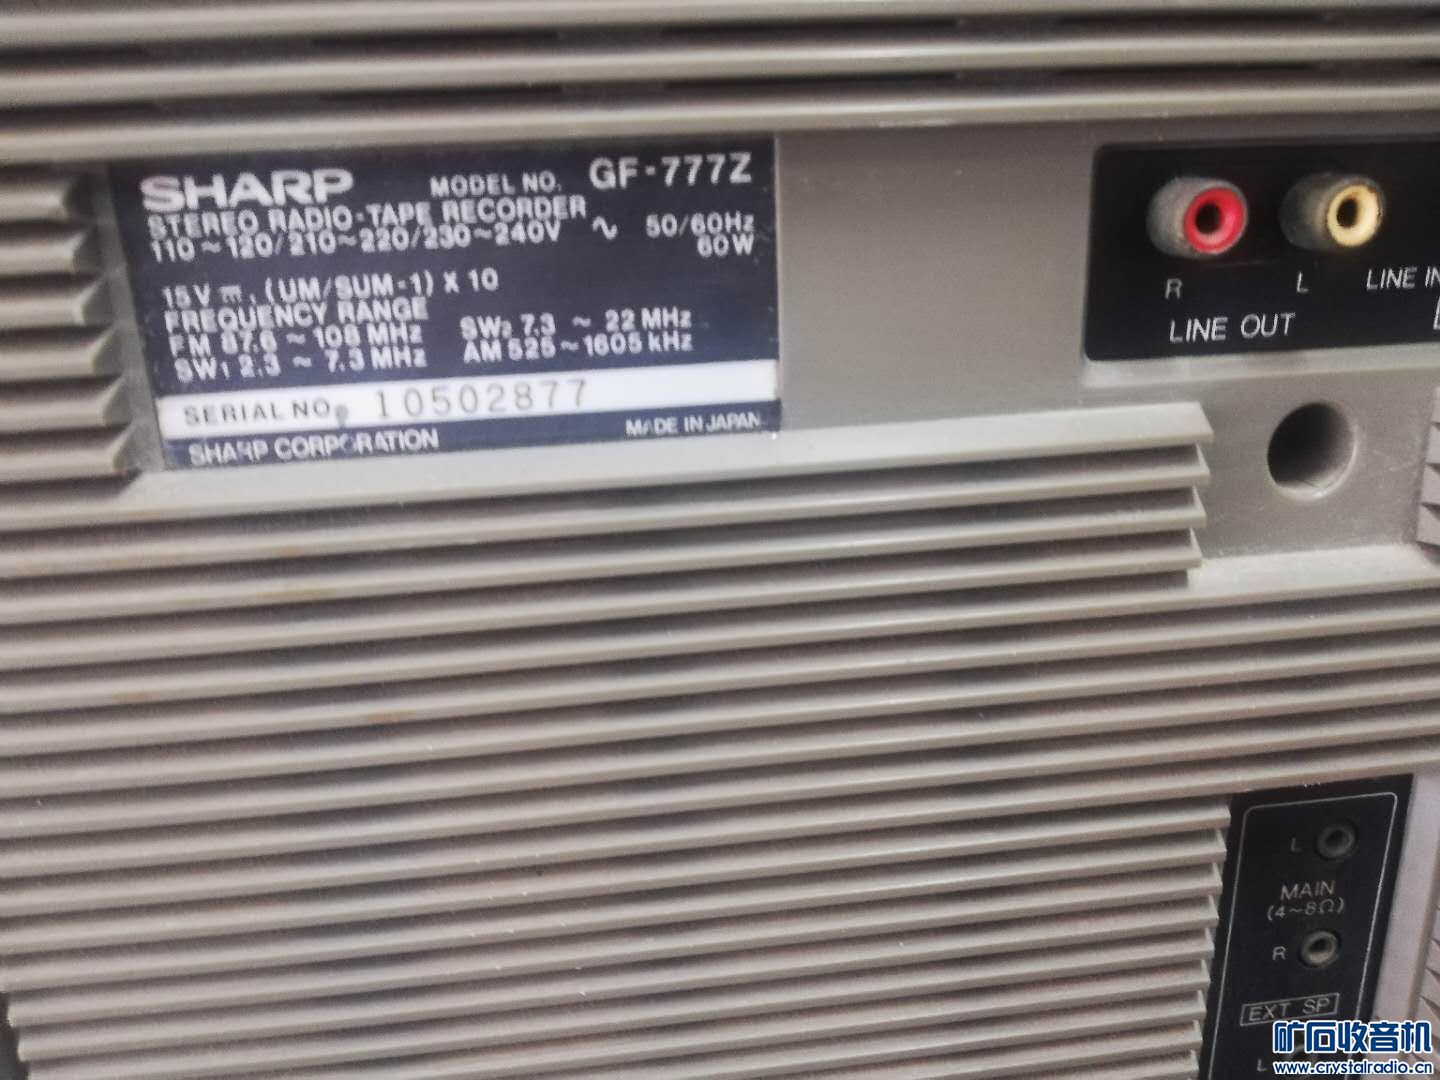 SHARP MODEL NO. GF-777Z
STEREO RADIO·TAPE RECORDER
110~120/210~220/230~240V ∿ 50/60Hz
60W
15V ⎓, (UM/SUM-1) X 10
FREQUENCY RANGE
FM 87.6 ~ 108 MHz SW2 7.3 ~ 22 MHz
SW1 2.3 ~ 7.3 MHz AM 525~1605 kHz
SERIAL NO. 10502877
SHARP CORPORATION MADE IN JAPAN
R L LINE IN
LINE OUT
L
MAIN
(4~8Ω)
R
EXT SP
L
矿石收音机
www.crystalradio.cn